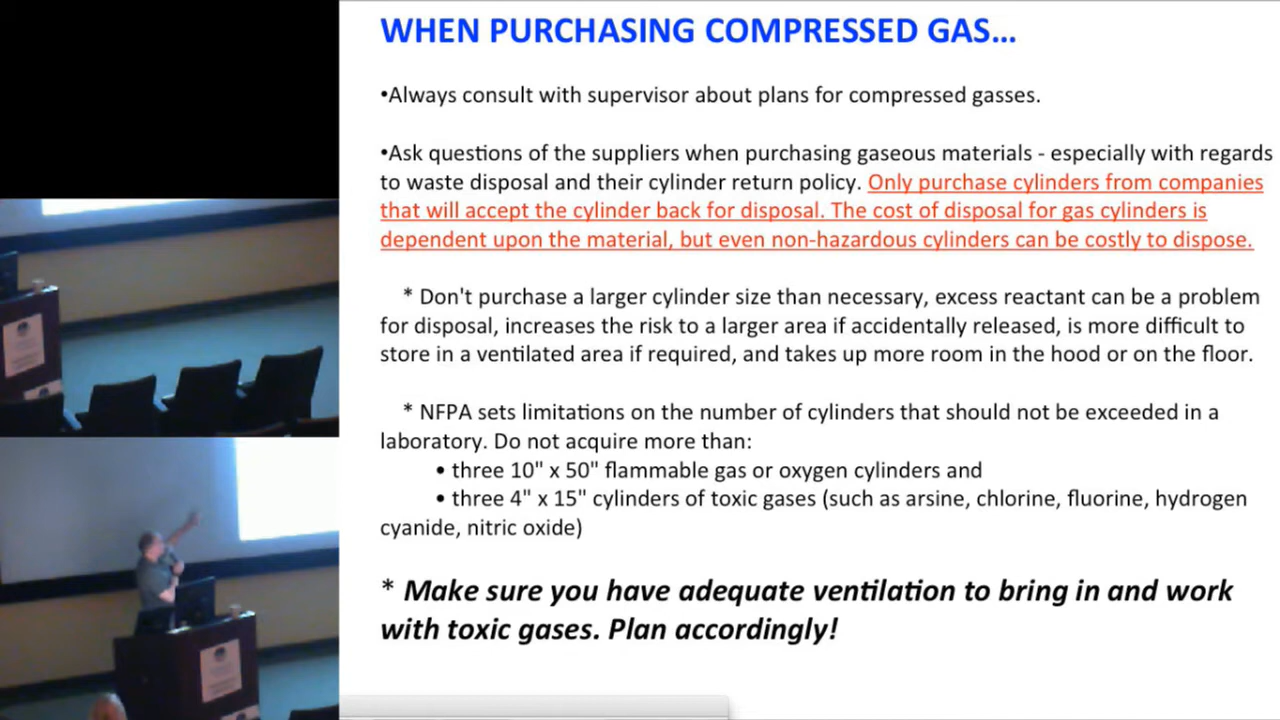 WHEN PURCHASING COMPRESSED GAS…
•Always consult with supervisor about plans for compressed gasses.
•Ask questions of the suppliers when purchasing gaseous materials - especially with regards
to waste disposal and their cylinder return policy. Only purchase cylinders from companies
that will accept the cylinder back for disposal. The cost of disposal for gas cylinders is
dependent upon the material, but even non-hazardous cylinders can be costly to dispose.
* Don't purchase a larger cylinder size than necessary, excess reactant can be a problem
for disposal, increases the risk to a larger area if accidentally released, is more difficult to
store in a ventilated area if required, and takes up more room in the hood or on the floor.
* NFPA sets limitations on the number of cylinders that should not be exceeded in a
laboratory. Do not acquire more than:
• three 10" x 50" flammable gas or oxygen cylinders and
• three 4" x 15" cylinders of toxic gases (such as arsine, chlorine, fluorine, hydrogen
cyanide, nitric oxide)
* Make sure you have adequate ventilation to bring in and work
with toxic gases. Plan accordingly!